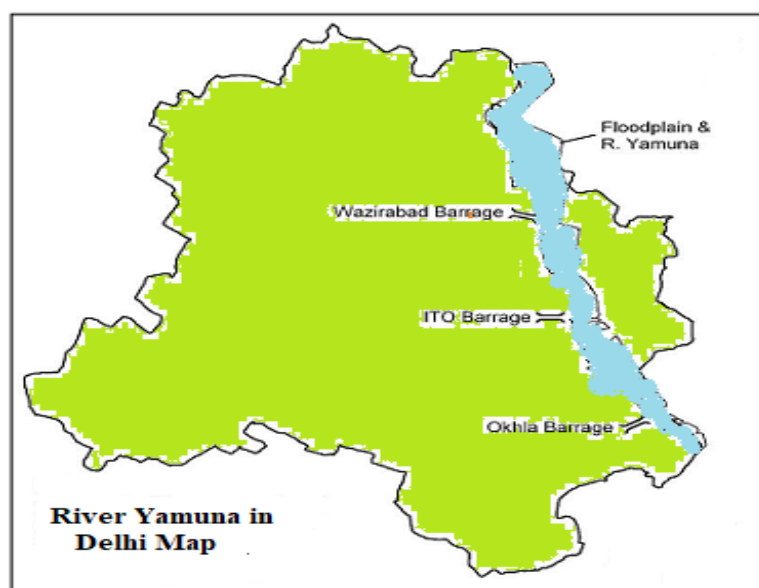 Floodplain &
R. Yamuna
Wazirabad Barrage
ITO Barrage
Okhla Barrage
River Yamuna in
Delhi Map